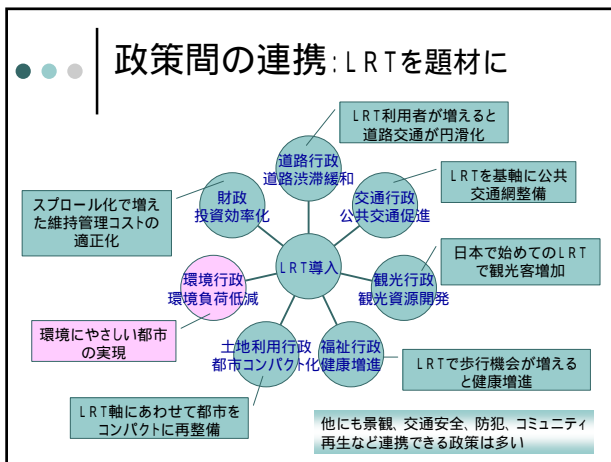 政策間の連携:LRTを題材に
LRT利用者が増えると
道路交通が円滑化
道路行政
道路渋滞緩和
LRTを基軸に公共
交通網整備
交通行政
公共交通促進
日本で始めてのLRT
で観光客増加
観光行政
観光資源開発
LRTで歩行機会が増える
と健康増進
福祉行政
健康増進
土地利用行政
都市コンパクト化
LRT軸にあわせて都市を
コンパクトに再整備
環境行政
環境負荷低減
環境にやさしい都市
の実現
財政
投資効率化
スプロール化で増え
た維持管理コストの
適正化
LRT導入
他にも景観、交通安全、防犯、コミュニティ
再生など連携できる政策は多い